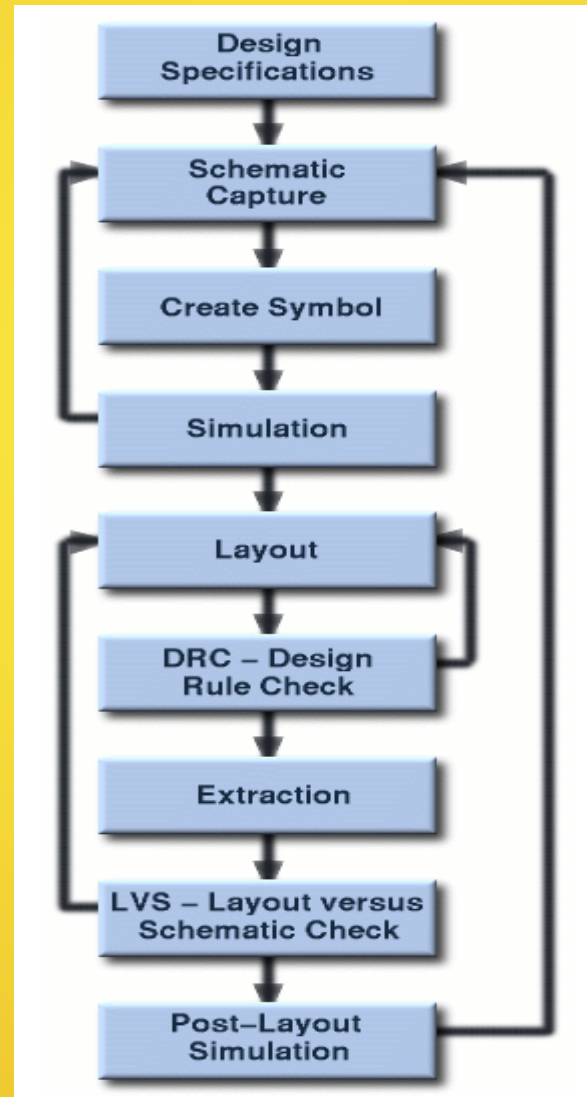 Design
Specifications
Schematic
Capture
Create Symbol
Simulation
Layout
DRC – Design
Rule Check
Extraction
LVS – Layout versus
Schematic Check
Post–Layout
Simulation